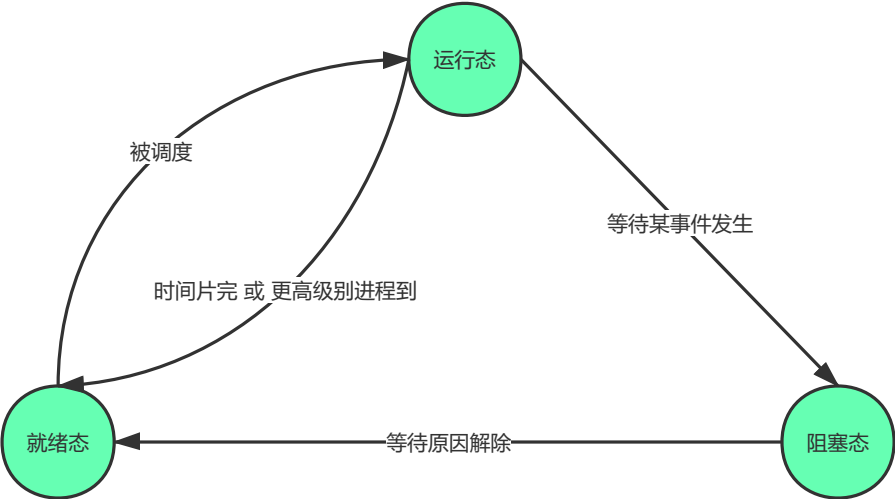 运行态
被调度
等待某事件发生
时间片完 或 更高级别进程到
就绪态
等待原因解除
阻塞态